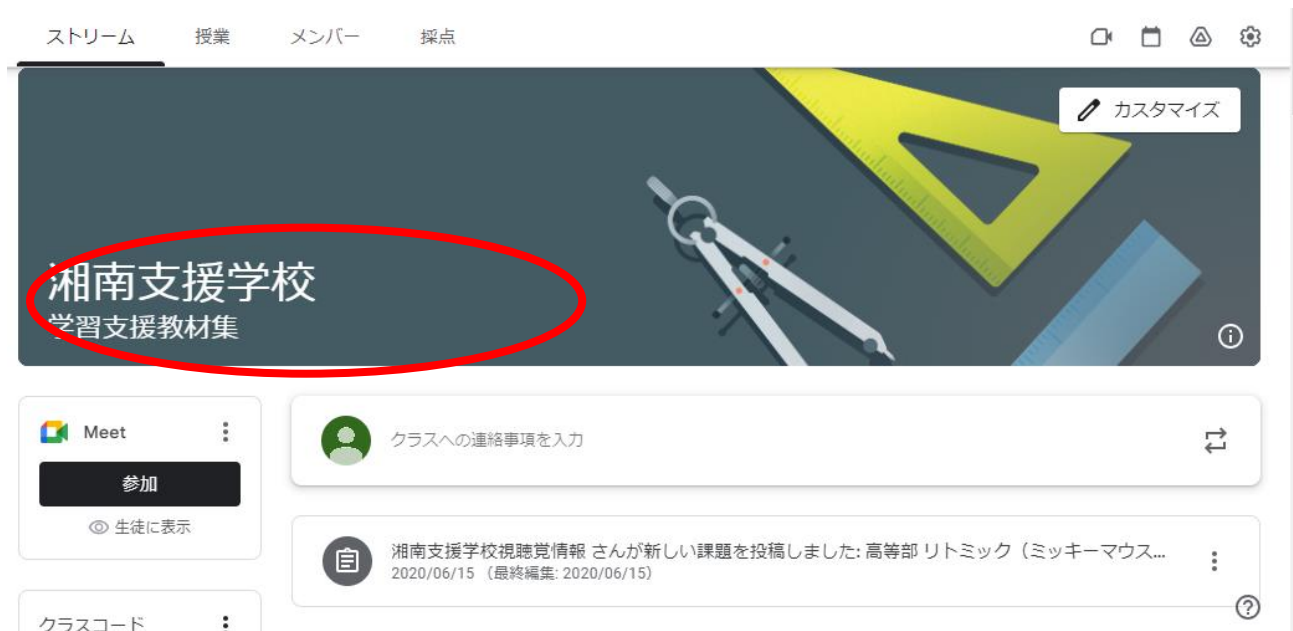 ストリーム 授業 メンバー 採点
カスタマイズ
湘南支援学校
学習支援教材集
Meet
参加
生徒に表示
クラスへの連絡事項を入力
湘南支援学校視聴覚情報 さんが新しい課題を投稿しました: 高等部 リトミック（ミッキーマウス...
2020/06/15 （最終編集: 2020/06/15）
クラスコード